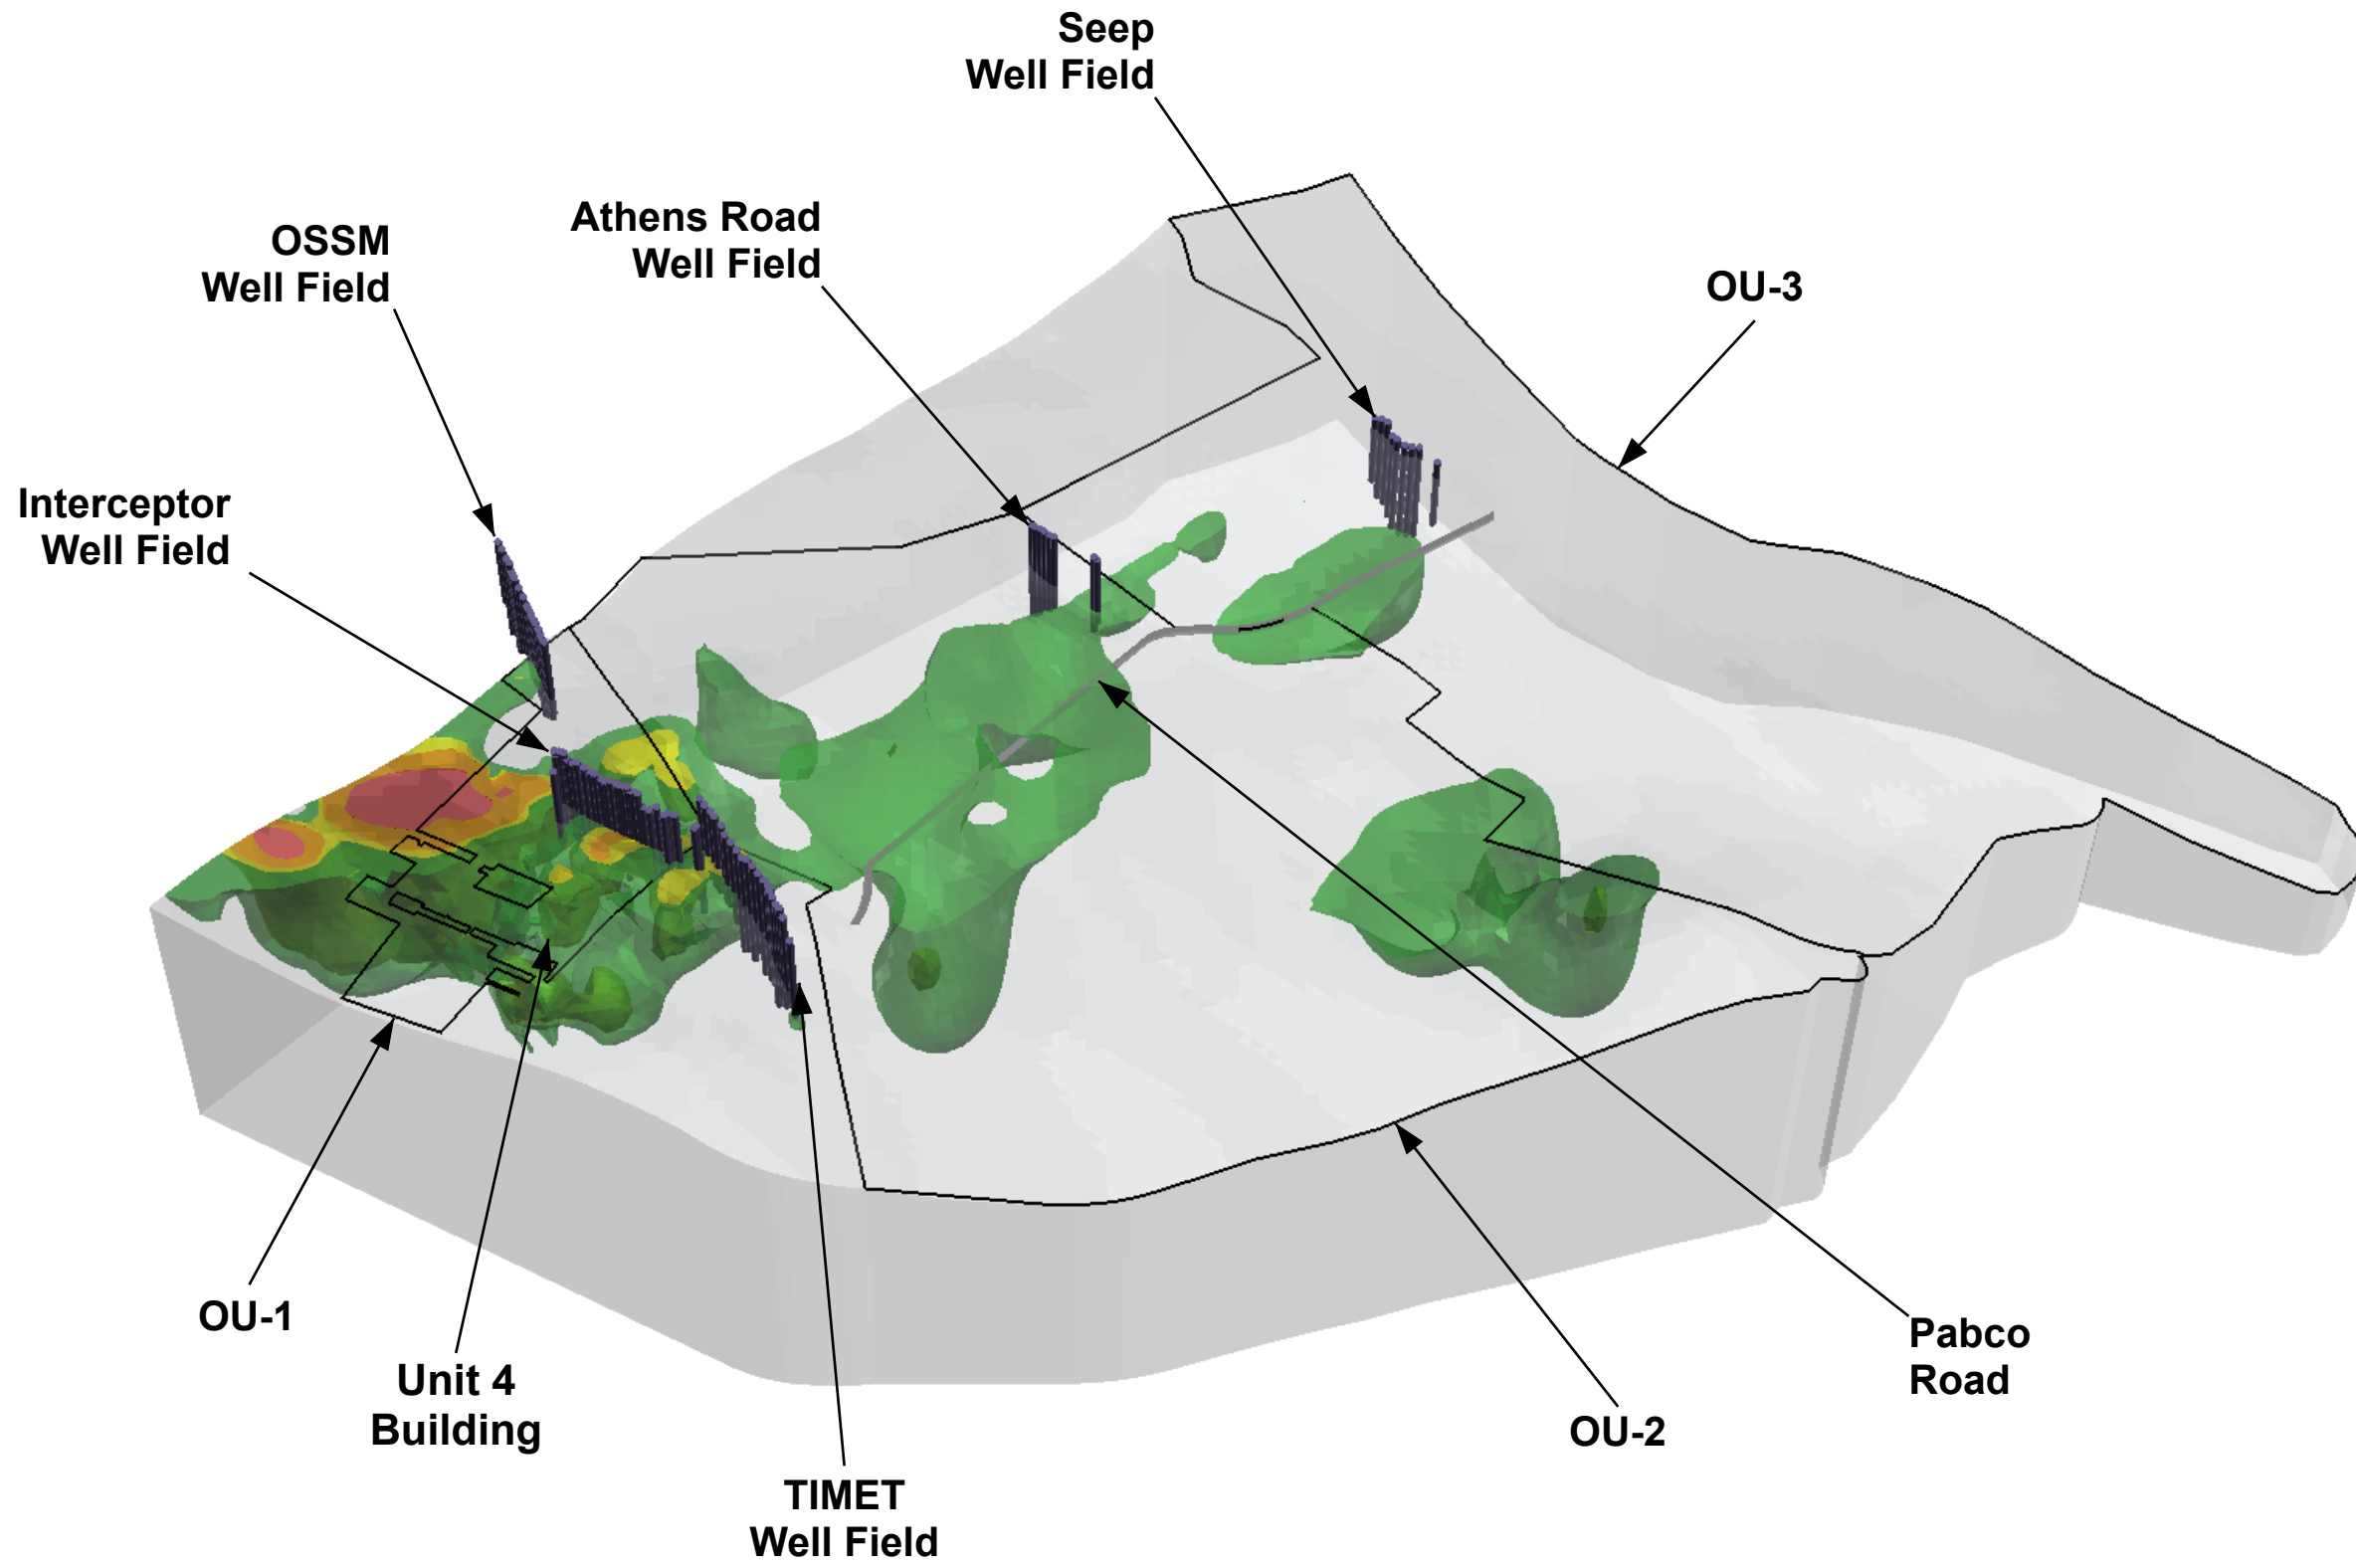 Seep
Well Field
Athens Road
Well Field
OSSM
Well Field
OU-3
Interceptor
Well Field
OU-1
Unit 4
Building
Pabco
Road
OU-2
TIMET
Well Field